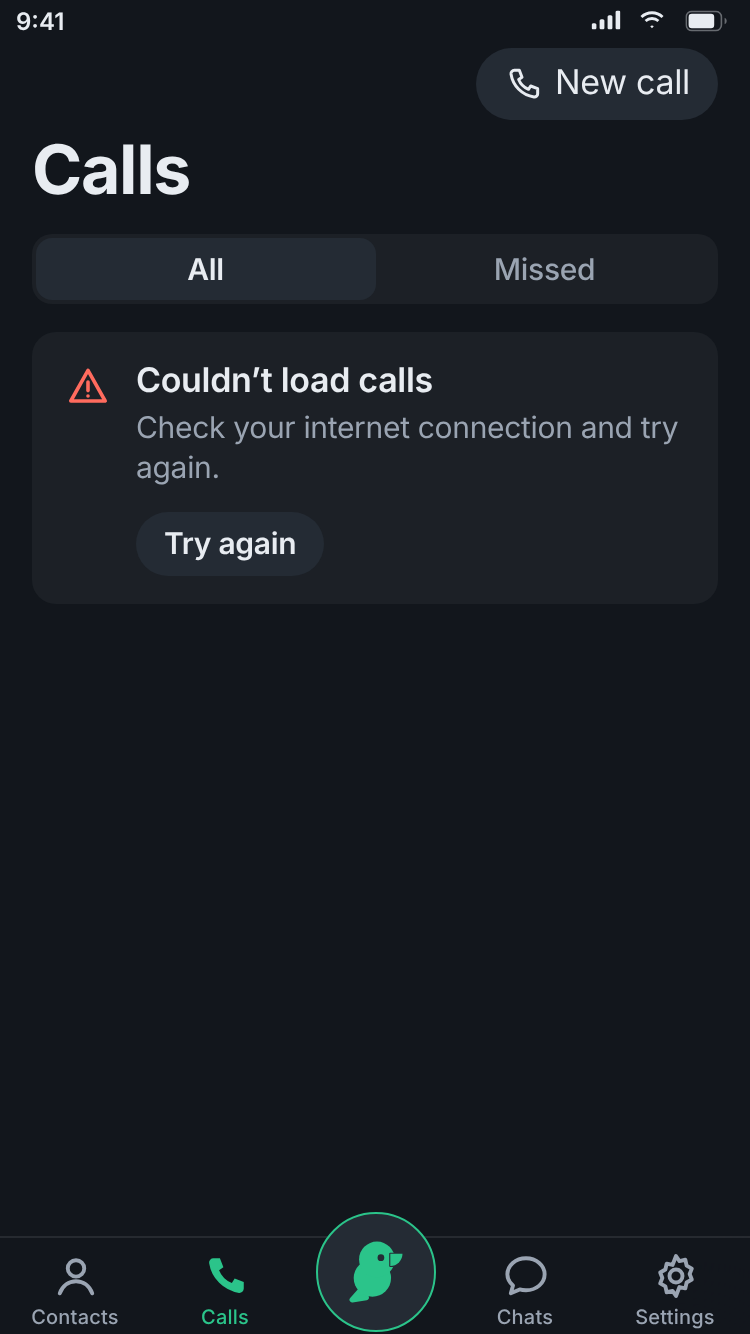 9:41
New call
Calls
All
Missed
Couldn’t load calls
Check your internet connection and try
again.
Try again
Contacts
Calls
Chats
Settings